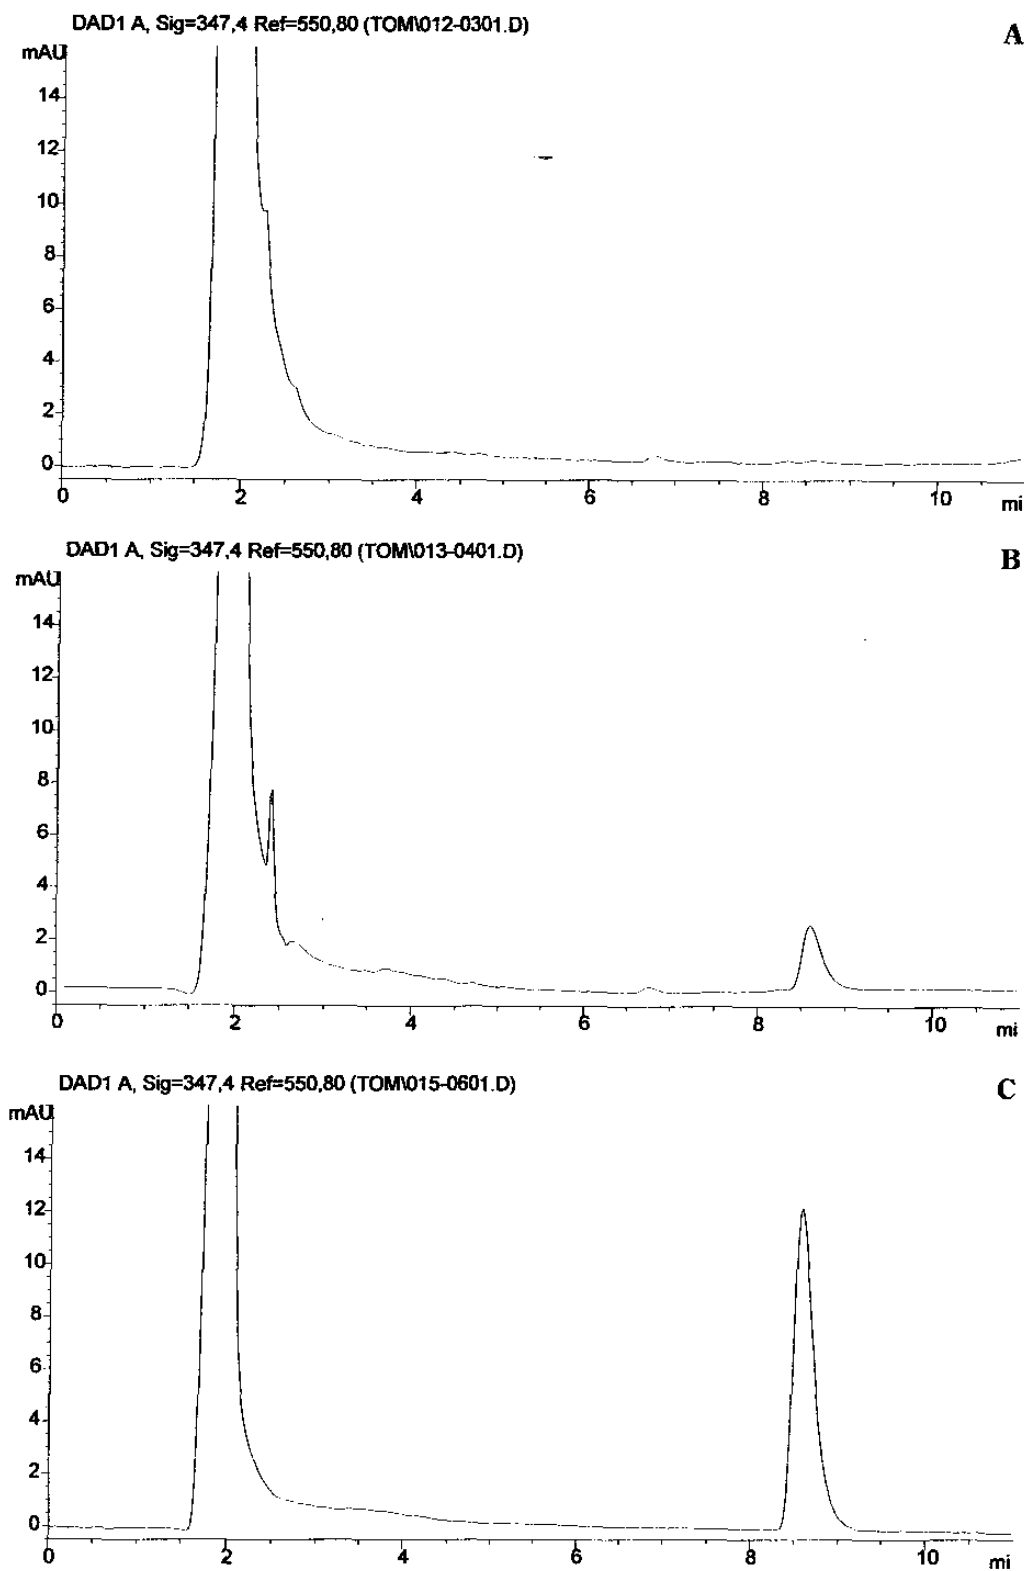 DAD1 A, Sig=347,4 Ref=550,80 (TOM\012-0301.D)
A
mAU
14
12
10
8
6
4
2
0
0 2 4 6 8 10 mi
DAD1 A, Sig=347,4 Ref=550,80 (TOM\013-0401.D)
B
mAU
14
12
10
8
6
4
2
0
0 2 4 6 8 10 mi
DAD1 A, Sig=347,4 Ref=550,80 (TOM\015-0601.D)
C
mAU
14
12
10
8
6
4
2
0
0 2 4 6 8 10 mi